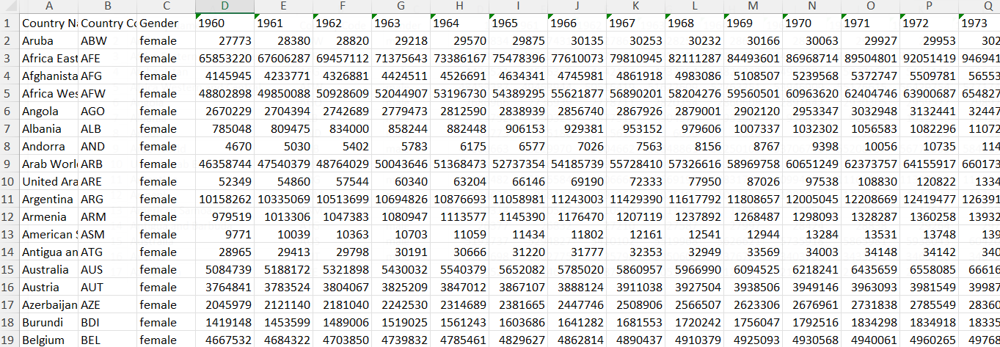 A B C D E F G H I J K L M N O P Q
1 Country Na Country Co Gender 1960 1961 1962 1963 1964 1965 1966 1967 1968 1969 1970 1971 1972 1973
2 Aruba ABW female 27773 28380 28820 29218 29570 29875 30135 30253 30232 30166 30063 29927 29953 302
3 Africa East AFE female 65853220 67606287 69457112 71375643 73386167 75478396 77610073 79810945 82111287 84493601 86968714 89504801 92051419 946941
4 Afghanista AFG female 4145945 4233771 4326881 4424511 4526691 4634341 4745981 4861918 4983086 5108507 5239568 5372747 5509781 56553
5 Africa Wes AFW female 48802898 49850088 50928609 52044907 53196730 54389295 55621877 56890201 58204276 59560501 60963620 62404746 63900687 654827
6 Angola AGO female 2670229 2704394 2742689 2779473 2812590 2838939 2856740 2867926 2879001 2902120 2953347 3032948 3132441 32447
7 Albania ALB female 785048 809475 834000 858244 882448 906153 929381 953152 979606 1007337 1032302 1056583 1082296 11072
8 Andorra AND female 4670 5030 5402 5783 6175 6577 7026 7563 8156 8767 9398 10056 10735 114
9 Arab Worl ARB female 46358744 47540379 48764029 50043646 51368473 52737354 54185739 55728410 57326616 58969758 60651249 62373757 64155917 660173
10 United Ara ARE female 52349 54860 57544 60340 63204 66146 69190 72333 77950 87026 97538 108830 120822 1334
11 Argentina ARG female 10158262 10335069 10513699 10694826 10876693 11058981 11243003 11429390 11617792 11808657 12005045 12208669 12419477 126391
12 Armenia ARM female 979519 1013306 1047383 1080947 1113577 1145390 1176470 1207119 1237892 1268487 1298093 1328287 1360258 13932
13 American S ASM female 9771 10039 10363 10703 11059 11434 11802 12161 12541 12944 13284 13531 13748 139
14 Antigua an ATG female 28965 29413 29798 30191 30666 31220 31777 32353 32949 33569 34003 34148 34142 340
15 Australia AUS female 5084739 5188172 5321898 5430032 5540379 5652082 5785020 5860957 5966990 6094525 6218241 6435659 6558085 66616
16 Austria AUT female 3764841 3783524 3804067 3825209 3847012 3867107 3888124 3911038 3927504 3938506 3949146 3963093 3981549 39987
17 Azerbaijan AZE female 2045979 2121140 2181040 2242530 2314689 2381665 2447746 2508906 2566507 2623306 2676961 2731838 2785549 28360
18 Burundi BDI female 1419148 1453599 1489006 1519025 1561243 1603686 1641282 1681553 1720242 1756047 1792516 1834298 1834918 18335
19 Belgium BEL female 4667532 4684322 4703850 4739832 4785461 4829627 4862814 4890437 4910379 4925093 4930568 4940061 4960265 49768